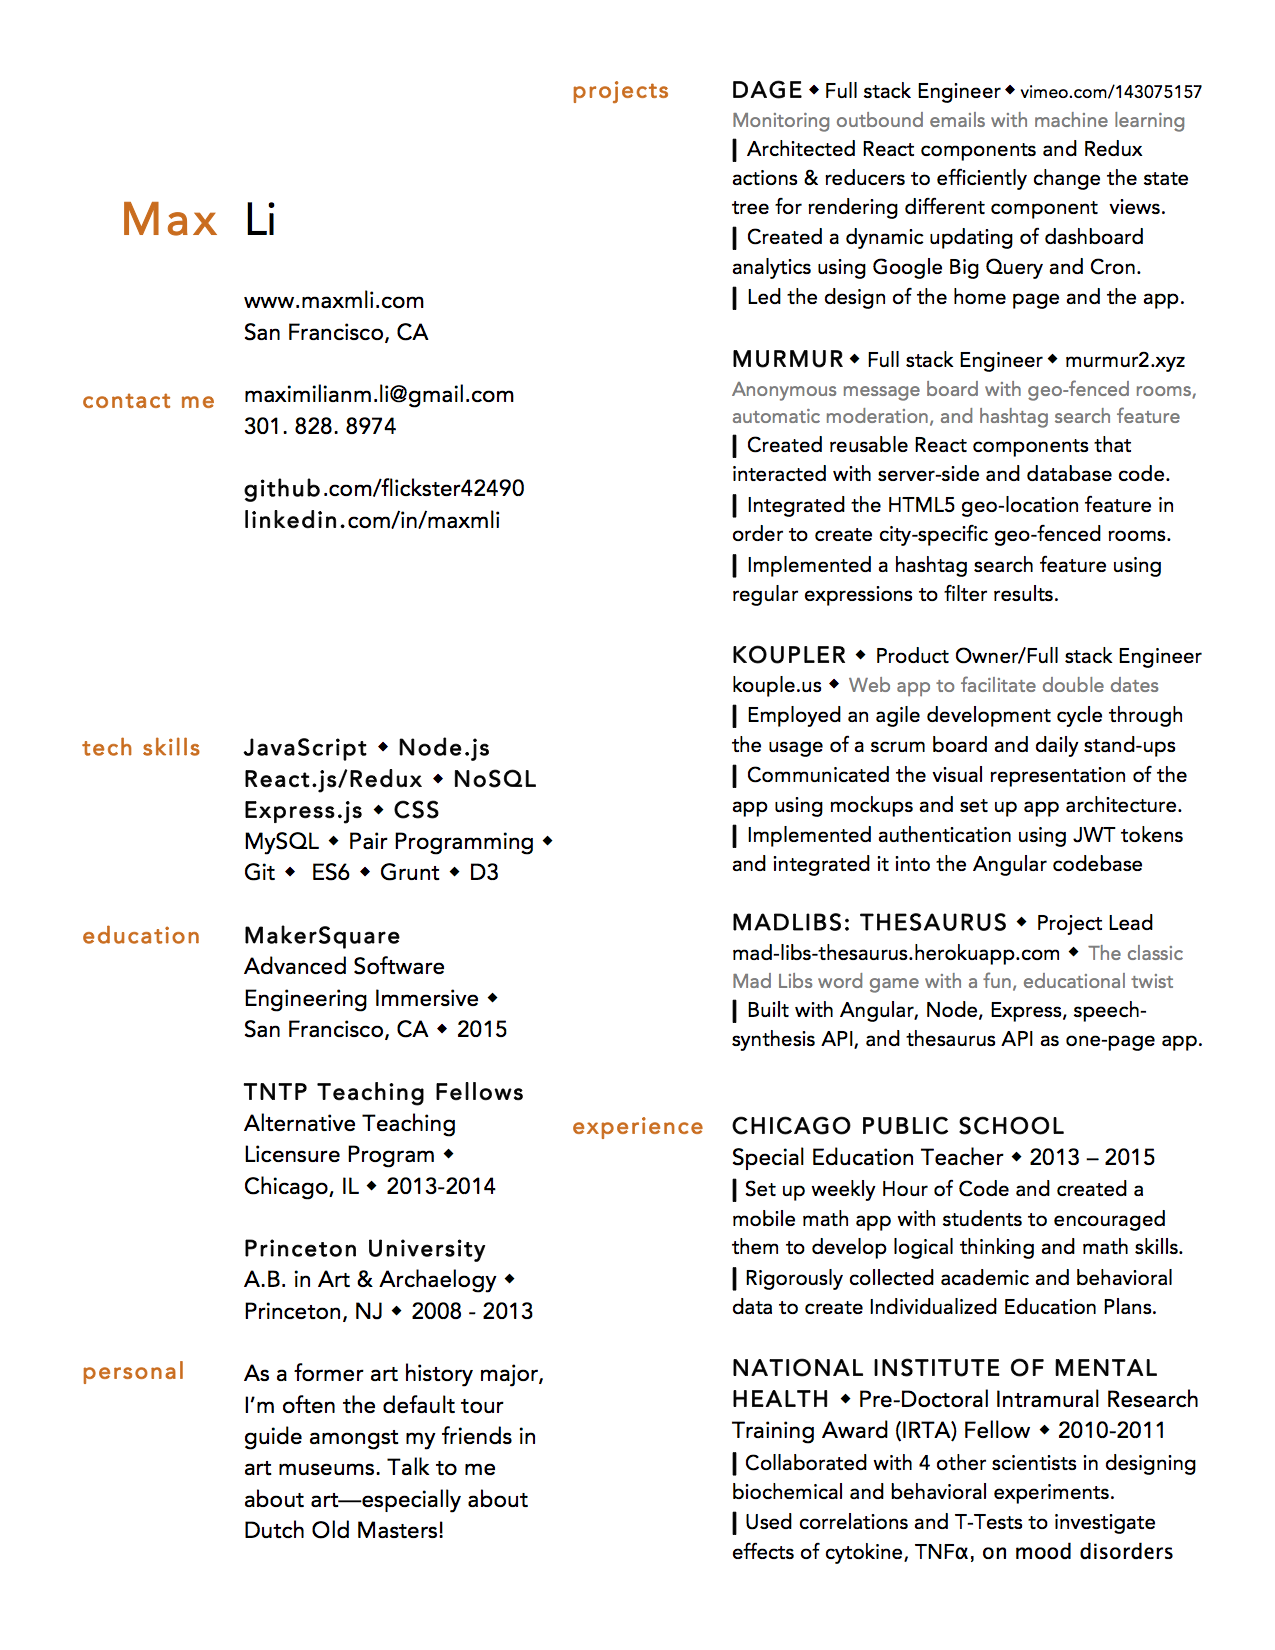 Max Li
www.maxmli.com
San Francisco, CA
contact me
maximilianm.li@gmail.com
301. 828. 8974
github.com/flickster42490
linkedin.com/in/maxmli
tech skills
JavaScript ◆ Node.js
React.js/Redux ◆ NoSQL
Express.js ◆ CSS
MySQL ◆ Pair Programming ◆
Git ◆ ES6 ◆ Grunt ◆ D3
education
MakerSquare
Advanced Software
Engineering Immersive ◆
San Francisco, CA ◆ 2015
TNTP Teaching Fellows
Alternative Teaching
Licensure Program ◆
Chicago, IL ◆ 2013-2014
Princeton University
A.B. in Art & Archaelogy ◆
Princeton, NJ ◆ 2008 - 2013
personal
As a former art history major,
I'm often the default tour
guide amongst my friends in
art museums. Talk to me
about art—especially about
Dutch Old Masters!
projects
DAGE ◆ Full stack Engineer ◆ vimeo.com/143075157
Monitoring outbound emails with machine learning
| Architected React components and Redux
actions & reducers to efficiently change the state
tree for rendering different component  views.
| Created a dynamic updating of dashboard
analytics using Google Big Query and Cron.
| Led the design of the home page and the app.
MURMUR ◆ Full stack Engineer ◆ murmur2.xyz
Anonymous message board with geo-fenced rooms,
automatic moderation, and hashtag search feature
| Created reusable React components that
interacted with server-side and database code.
| Integrated the HTML5 geo-location feature in
order to create city-specific geo-fenced rooms.
| Implemented a hashtag search feature using
regular expressions to filter results.
KOUPLER ◆ Product Owner/Full stack Engineer
kouple.us ◆ Web app to facilitate double dates
| Employed an agile development cycle through
the usage of a scrum board and daily stand-ups
| Communicated the visual representation of the
app using mockups and set up app architecture.
| Implemented authentication using JWT tokens
and integrated it into the Angular codebase
MADLIBS: THESAURUS ◆ Project Lead
mad-libs-thesaurus.herokuapp.com ◆ The classic
Mad Libs word game with a fun, educational twist
| Built with Angular, Node, Express, speech-
synthesis API, and thesaurus API as one-page app.
experience
CHICAGO PUBLIC SCHOOL
Special Education Teacher ◆ 2013 – 2015
| Set up weekly Hour of Code and created a
mobile math app with students to encouraged
them to develop logical thinking and math skills.
| Rigorously collected academic and behavioral
data to create Individualized Education Plans.
NATIONAL INSTITUTE OF MENTAL
HEALTH ◆ Pre-Doctoral Intramural Research
Training Award (IRTA) Fellow ◆ 2010-2011
| Collaborated with 4 other scientists in designing
biochemical and behavioral experiments.
| Used correlations and T-Tests to investigate
effects of cytokine, TNFα, on mood disorders